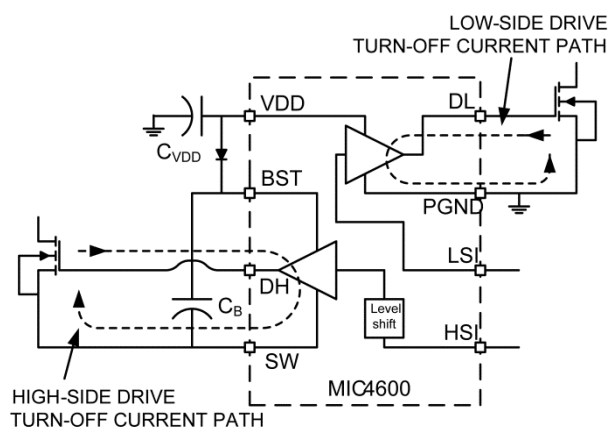 LOW-SIDE DRIVE
TURN-OFF CURRENT PATH
VDD
DL
CVDD
BST
PGND
LSI
DH
CB
Level
shift
HSI
SW
MIC4600
HIGH-SIDE DRIVE
TURN-OFF CURRENT PATH